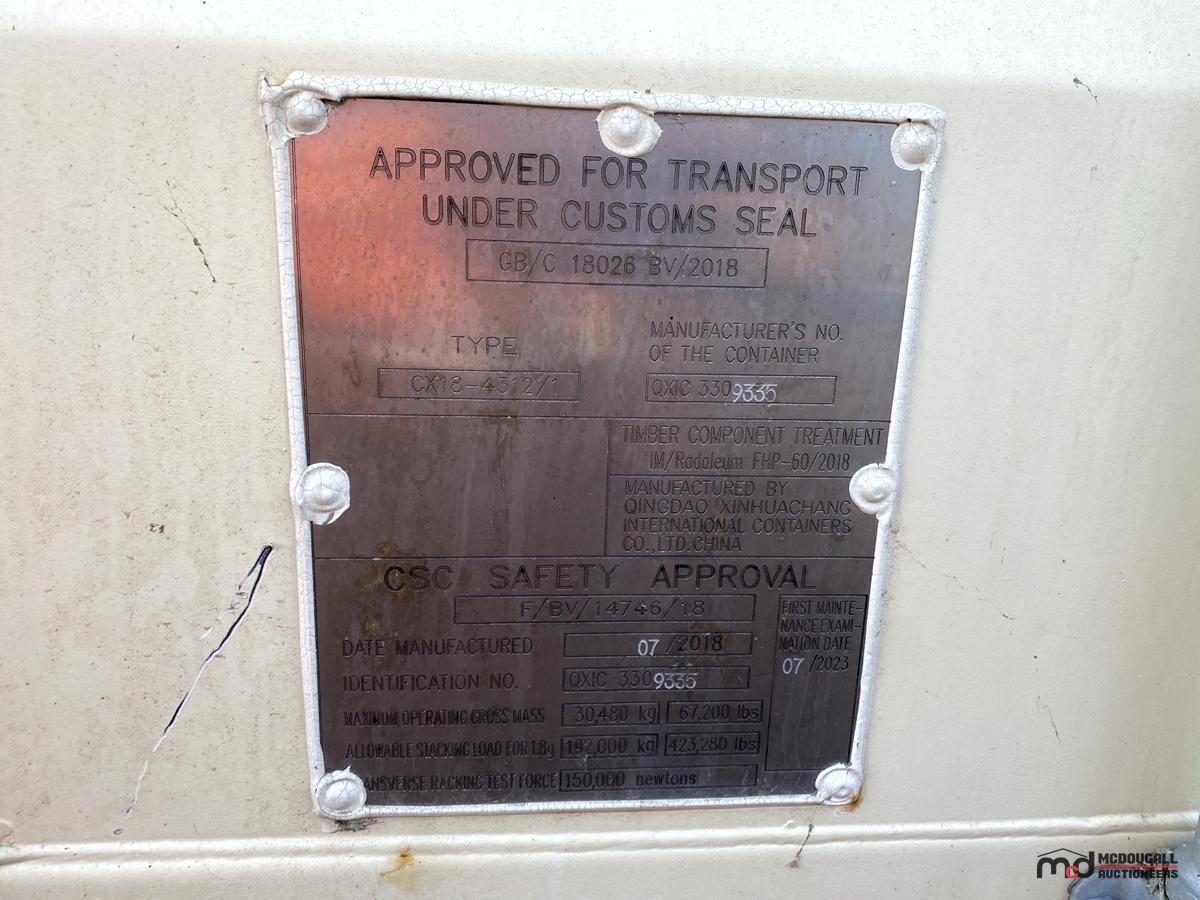 APPROVED FOR TRANSPORT
UNDER CUSTOMS SEAL
GB/C 18026 BV/2018
TYPE
CX18-4312/1
MANUFACTURER'S NO.
OF THE CONTAINER
QXIC 3309335
TIMBER COMPONENT TREATMENT
IM/Radaleum FHP-60/2018
MANUFACTURED BY
QINGDAO XINHUACHANG
INTERNATIONAL CONTAINERS
CO.,LTD.CHINA
CSC SAFETY APPROVAL
F/BV/14746/18
DATE MANUFACTURED 07/2018
IDENTIFICATION NO. QXIC 3309335
MAXIMUM OPERATING GROSS MASS 30,480 kg 67,200 lbs
ALLOWABLE STACKING LOAD FOR 1.8g 192,000 kg 423,280 lbs
ANSVERSE RACKING TEST FORCE 150,000 newtons
FIRST MAINTE-
NANCE EXAMI-
NATION DATE
07/2023
md MCDOUGALL
AUCTIONEERS